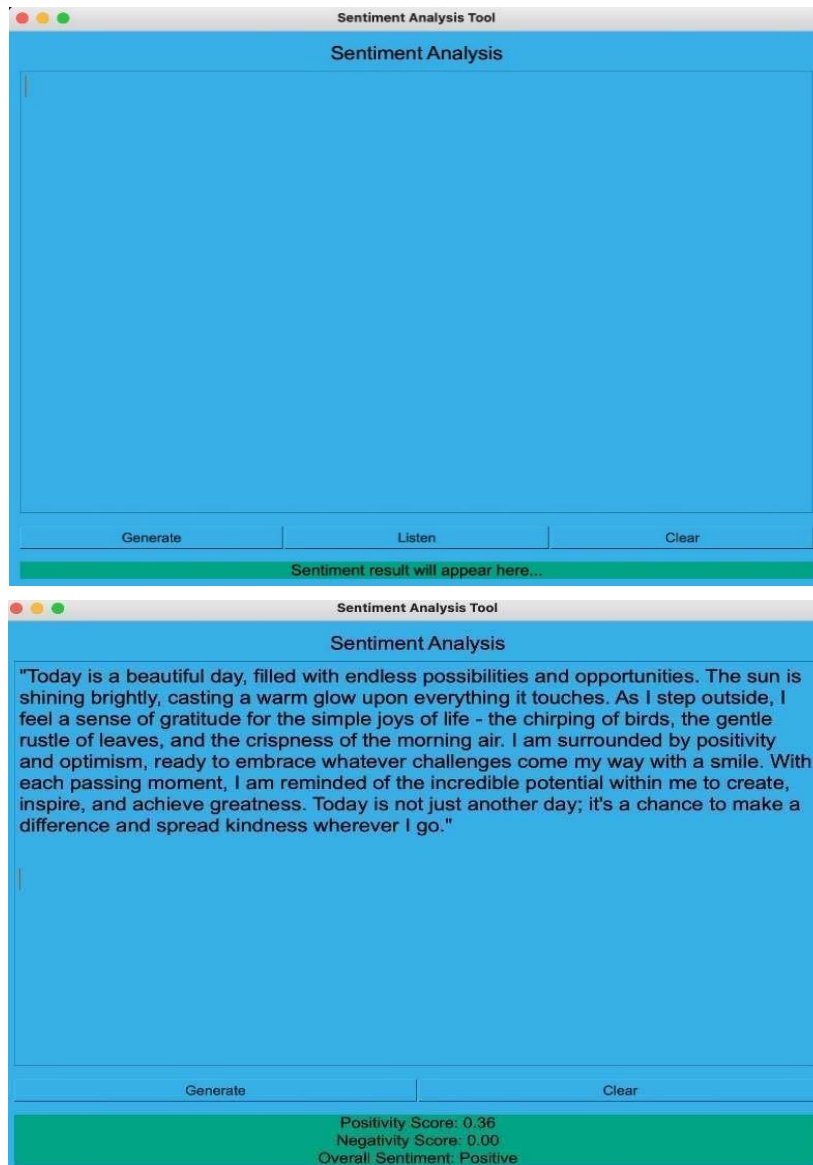 Sentiment Analysis Tool
Sentiment Analysis
Generate Listen Clear
Sentiment result will appear here...
Sentiment Analysis Tool
Sentiment Analysis
"Today is a beautiful day, filled with endless possibilities and opportunities. The sun is
shining brightly, casting a warm glow upon everything it touches. As I step outside, I
feel a sense of gratitude for the simple joys of life - the chirping of birds, the gentle
rustle of leaves, and the crispness of the morning air. I am surrounded by positivity
and optimism, ready to embrace whatever challenges come my way with a smile. With
each passing moment, I am reminded of the incredible potential within me to create,
inspire, and achieve greatness. Today is not just another day; it's a chance to make a
difference and spread kindness wherever I go."
Generate Clear
Positivity Score: 0.36
Negativity Score: 0.00
Overall Sentiment: Positive